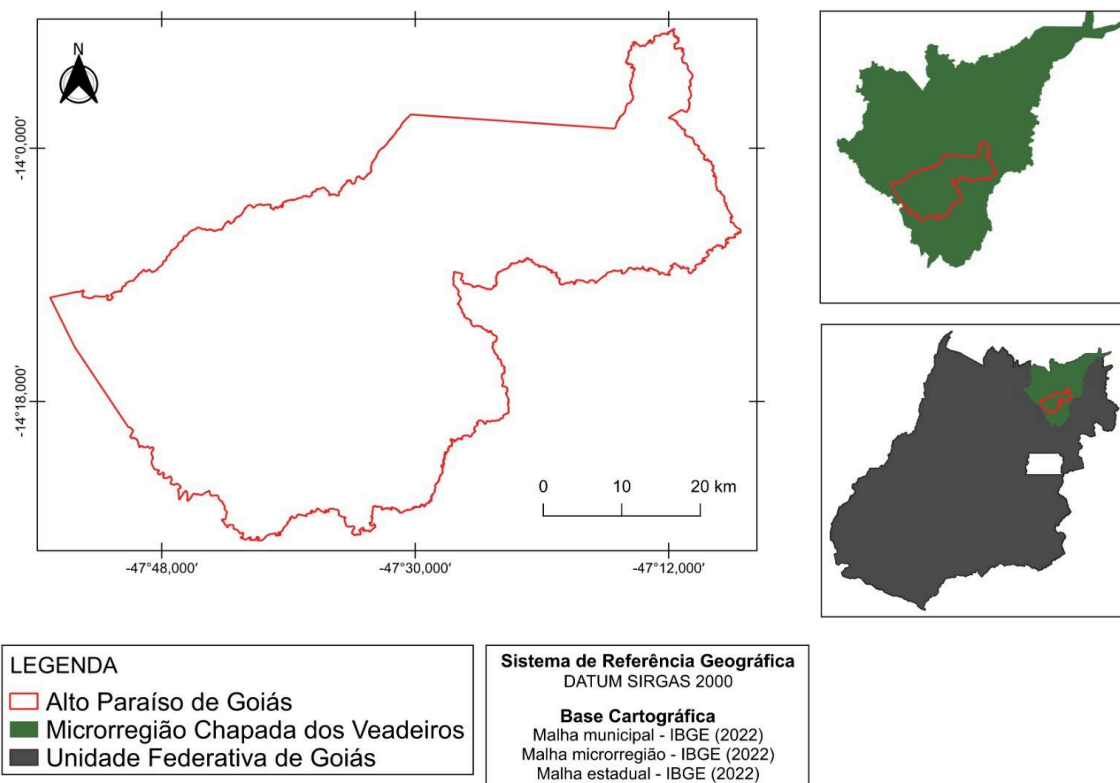 N
-14°0,000′
-14°18,000′
0 10 20 km
-47°48,000′ -47°30,000′ -47°12,000′
LEGENDA
Alto Paraíso de Goiás
Microrregião Chapada dos Veadeiros
Unidade Federativa de Goiás
Sistema de Referência Geográfica
DATUM SIRGAS 2000
Base Cartográfica
Malha municipal - IBGE (2022)
Malha microrregião - IBGE (2022)
Malha estadual - IBGE (2022)